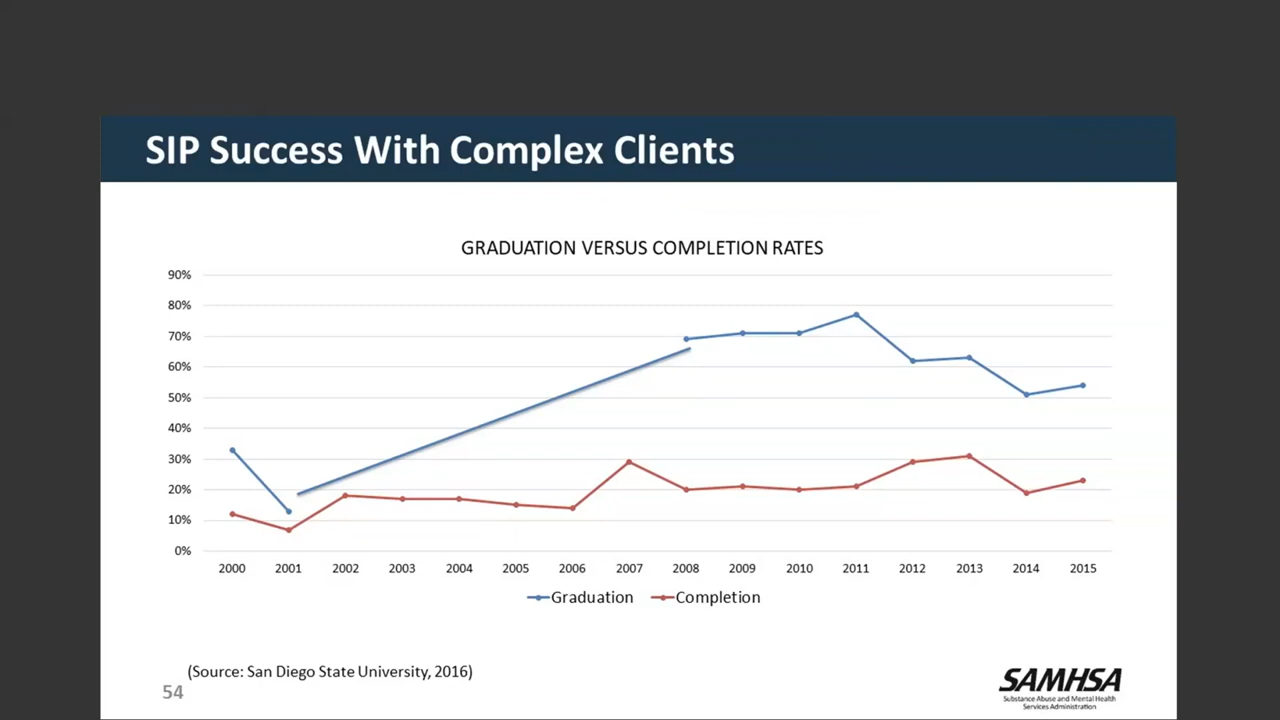 SIP Success With Complex Clients
GRADUATION VERSUS COMPLETION RATES
90%
80%
70%
60%
50%
40%
30%
20%
10%
0%
2000 2001 2002 2003 2004 2005 2006 2007 2008 2009 2010 2011 2012 2013 2014 2015
Graduation Completion
(Source: San Diego State University, 2016)
54
SAMHSA
Substance Abuse and Mental Health
Services Administration